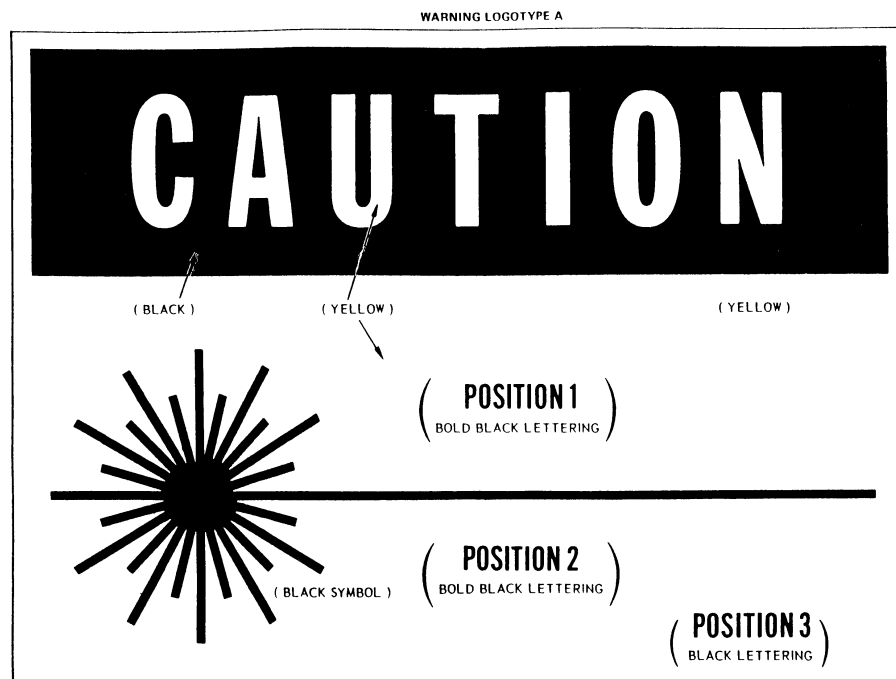 WARNING LOGOTYPE A
CAUTION
( BLACK )
( YELLOW )
( YELLOW )
( POSITION 1
BOLD BLACK LETTERING )
( POSITION 2
BOLD BLACK LETTERING )
( BLACK SYMBOL )
( POSITION 3
BLACK LETTERING )